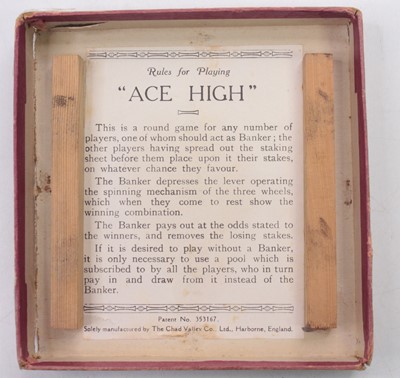 Rules for Playing
"ACE HIGH"
This is a round game for any number of
players, one of whom should act as Banker; the
other players having spread out the staking
sheet before them place upon it their stakes,
on whatever chance they favour.
The Banker depresses the lever operating
the spinning mechanism of the three wheels,
which when they come to rest show the
winning combination.
The Banker pays out at the odds stated to
the winners, and removes the losing stakes.
If it is desired to play without a Banker,
it is only necessary to use a pool which is
subscribed to by all the players, who in turn
pay in and draw from it instead of the
Banker.
Patent No. 353167.
Solely manufactured by The Chad Valley Co., Ltd., Harborne, England.